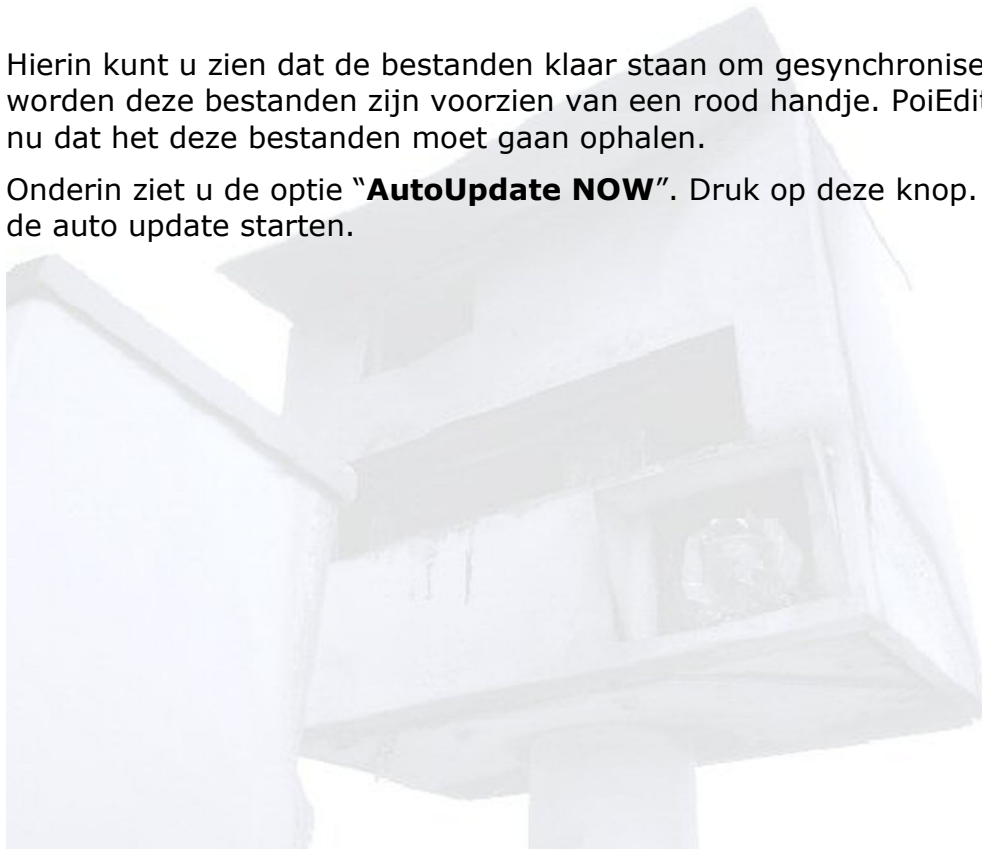 Hierin kunt u zien dat de bestanden klaar staan om gesynchronise
worden deze bestanden zijn voorzien van een rood handje. PoiEdit
nu dat het deze bestanden moet gaan ophalen.
Onderin ziet u de optie “AutoUpdate NOW”. Druk op deze knop.
de auto update starten.